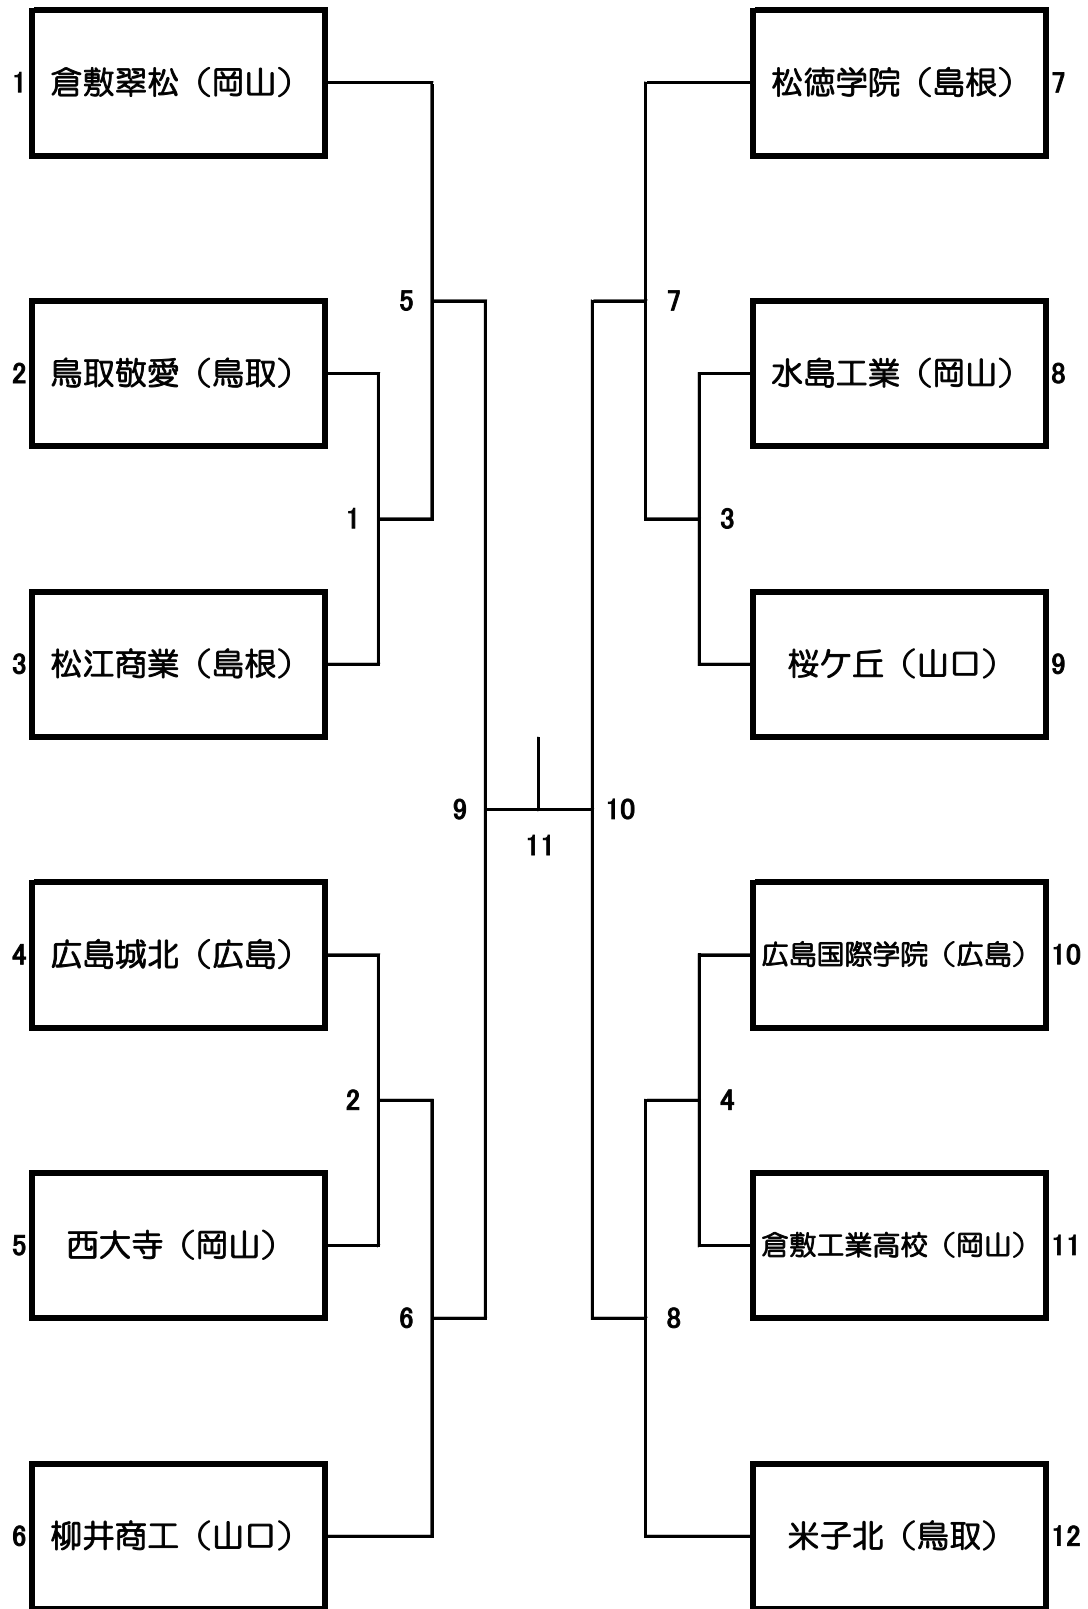 1 倉敷翠松（岡山）
松徳学院（島根） 7
5
7
2 鳥取敬愛（鳥取）
水島工業（岡山） 8
1
3
3 松江商業（島根）
桜ケ丘（山口） 9
9
10
11
4 広島城北（広島）
広島国際学院（広島） 10
2
4
5 西大寺（岡山）
倉敷工業高校（岡山） 11
6
8
6 柳井商工（山口）
米子北（鳥取） 12